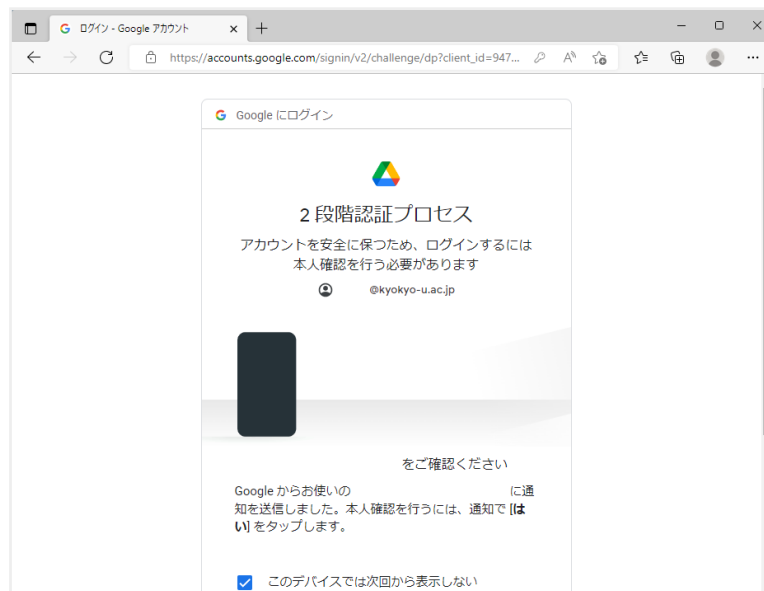 ログイン - Google アカウント
https://accounts.google.com/signin/v2/challenge/dp?client_id=947...
Google にログイン
2 段階認証プロセス
アカウントを安全に保つため、ログインするには
本人確認を行う必要があります
@kyokyo-u.ac.jp
をご確認ください
Google からお使いの に通
知を送信しました。本人確認を行うには、通知で [は
い] をタップします。
このデバイスでは次回から表示しない